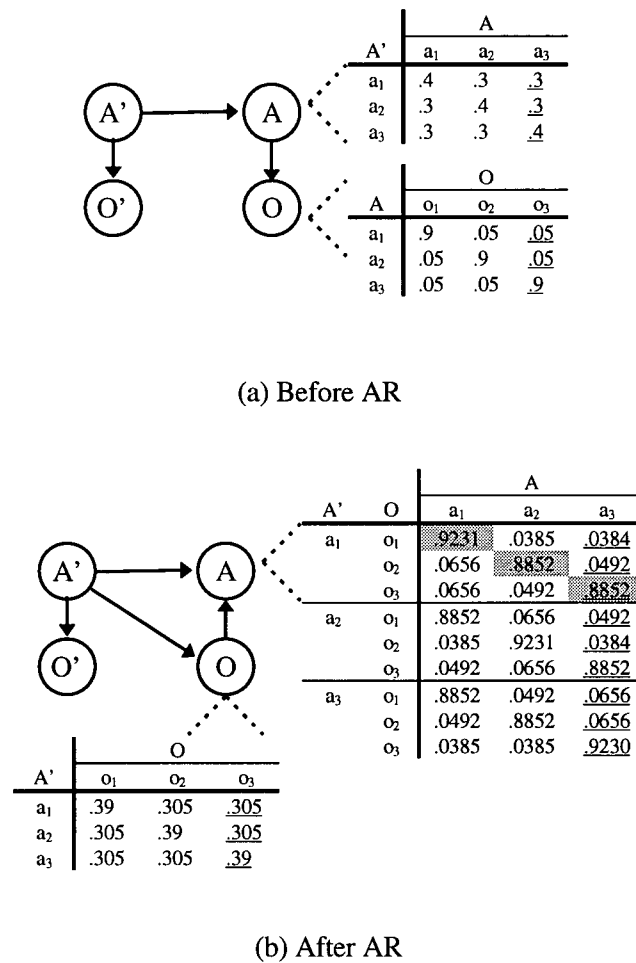 A
A' a₁ a₂ a₃
a₁ .4 .3 .3
a₂ .3 .4 .3
a₃ .3 .3 .4
A' A
O' O
O
A o₁ o₂ o₃
a₁ .9 .05 .05
a₂ .05 .9 .05
a₃ .05 .05 .9
(a) Before AR
A
A' O a₁ a₂ a₃
a₁ o₁ .9231 .0385 .0384
o₂ .0656 .8852 .0492
o₃ .0656 .0492 .8852
a₂ o₁ .8852 .0656 .0492
o₂ .0385 .9231 .0384
o₃ .0492 .0656 .8852
a₃ o₁ .8852 .0492 .0656
o₂ .0492 .8852 .0656
o₃ .0385 .0385 .9230
A' A
O' O
O
A' o₁ o₂ o₃
a₁ .39 .305 .305
a₂ .305 .39 .305
a₃ .305 .305 .39
(b) After AR